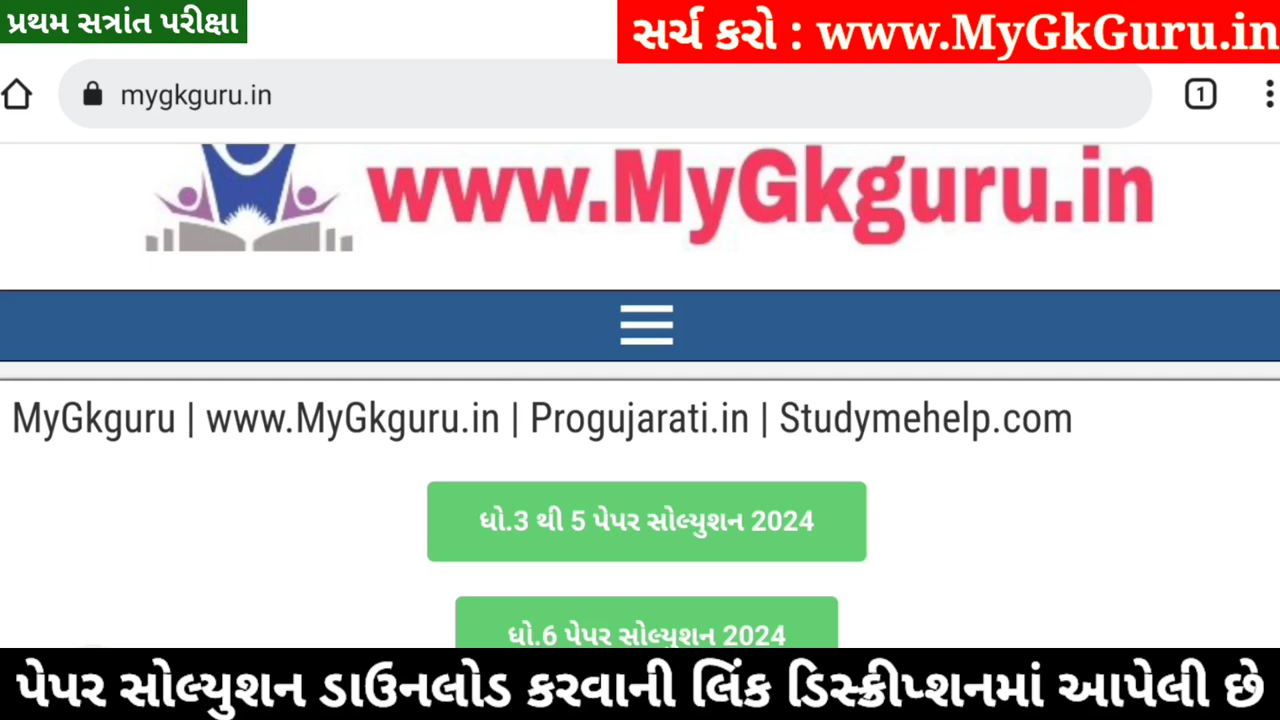 પ્રથમ સત્રાંત પરીક્ષા
સર્ચ કરો : www.MyGkGuru.in
mygkguru.in
1
www.MyGkguru.in
MyGkguru | www.MyGkguru.in | Progujarati.in | Studymehelp.com
ધો.3 થી 5 પેપર સોલ્યુશન 2024
ધો.6 પેપર સોલ્યુશન 2024
પેપર સોલ્યુશન ડાઉનલોડ કરવાની લિંક ડિસ્ક્રીપ્શનમાં આપેલી છે